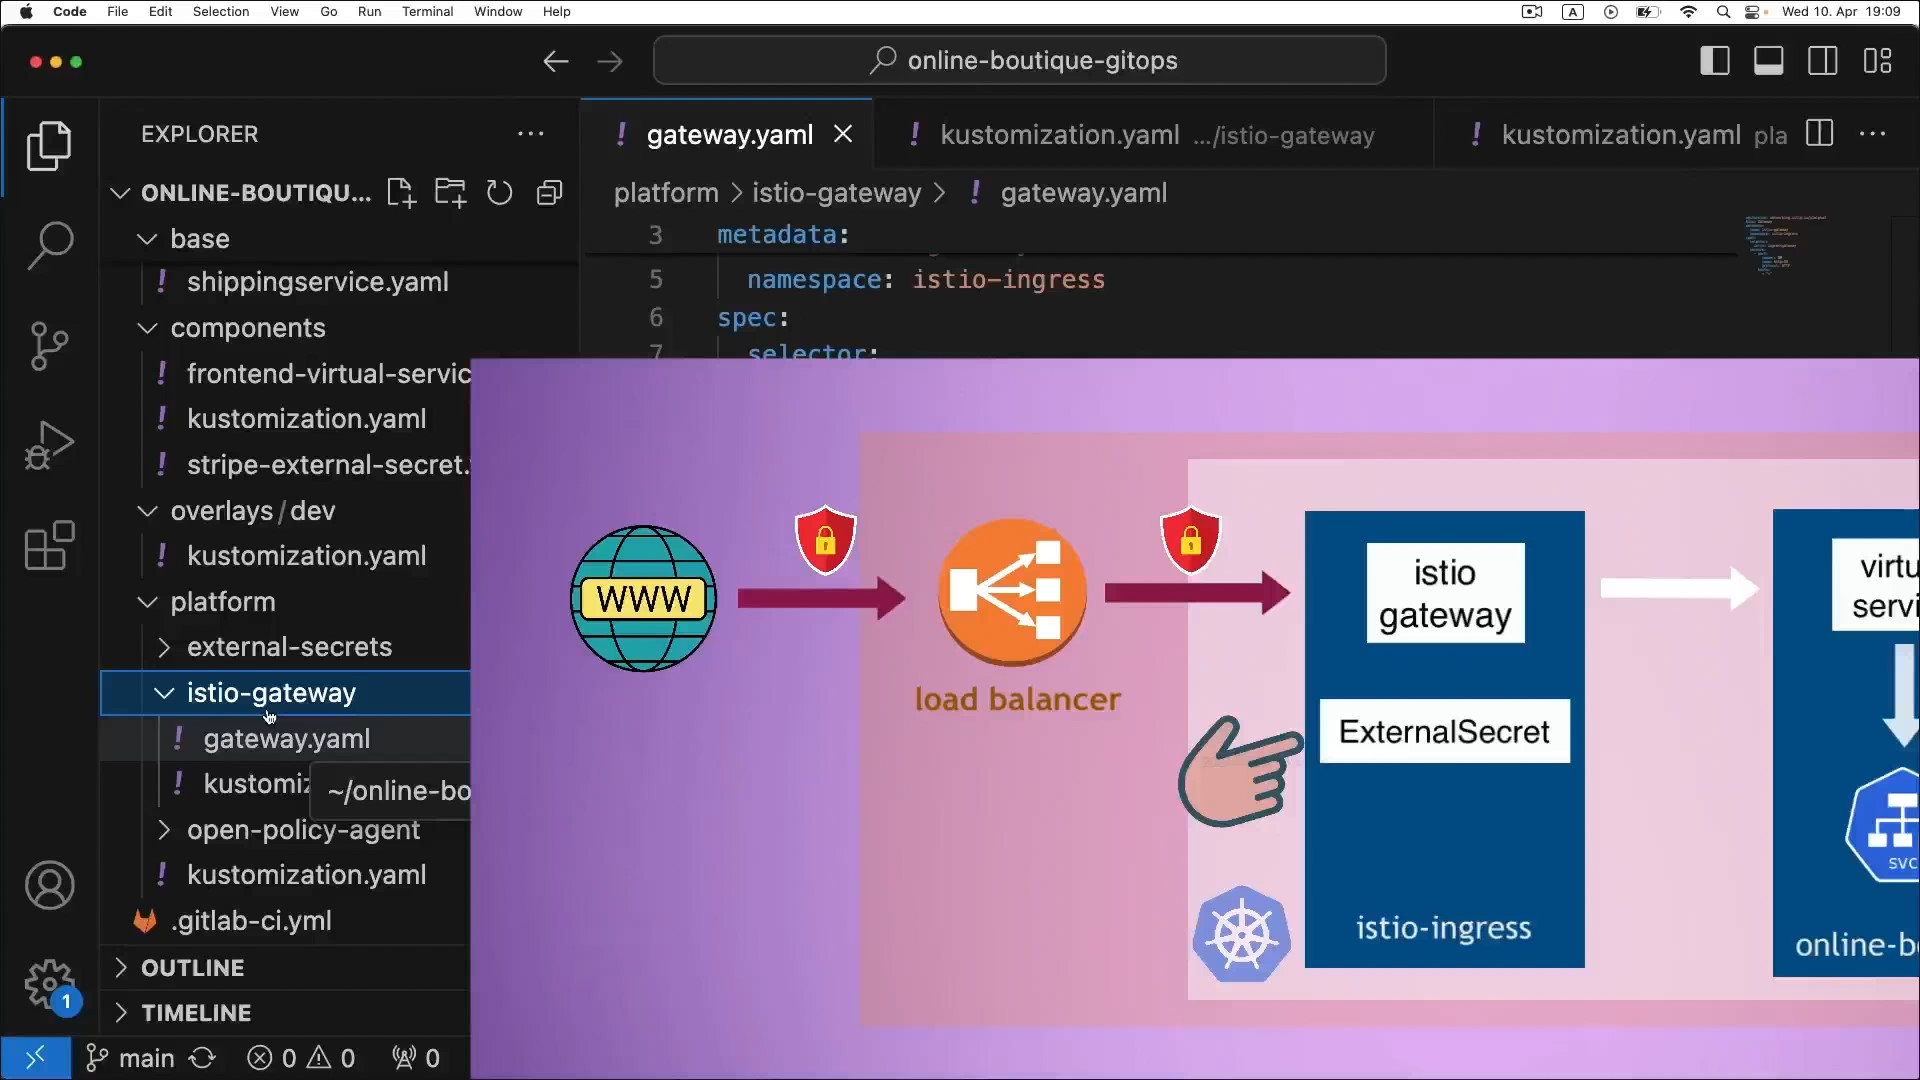 Code File Edit Selection View Go Run Terminal Window Help
A Wed 10. Apr 19:09
online-boutique-gitops
EXPLORER
ONLINE-BOUTIQU...
base
! shippingservice.yaml
components
! frontend-virtual-servic
! kustomization.yaml
! stripe-external-secret.
overlays/dev
! kustomization.yaml
platform
external-secrets
istio-gateway
! gateway.yaml
! kustomiz
~/online-bo
open-policy-agent
! kustomization.yaml
.gitlab-ci.yml
OUTLINE
TIMELINE
1
main 0 0 0
! gateway.yaml
! kustomization.yaml .../istio-gateway
! kustomization.yaml pla
platform > istio-gateway > ! gateway.yaml
3 metadata:
5 namespace: istio-ingress
6 spec:
7 selector:
WWW
load balancer
istio
gateway
ExternalSecret
istio-ingress
virtu
servi
svc
online-b